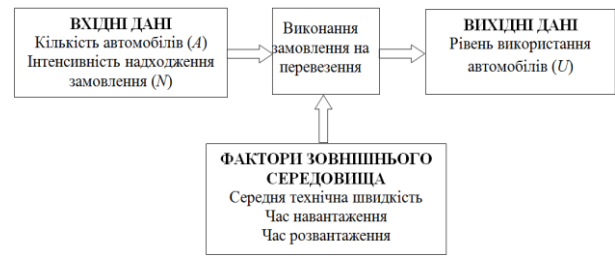 ВХІДНІ ДАНІ
Кількість автомобілів (A)
Інтенсивність надходження
замовлення (N)
Виконання
замовлення на
перевезення
ВИХІДНІ ДАНІ
Рівень використання
автомобілів (U)
ФАКТОРИ ЗОВНІШНЬОГО
СЕРЕДОВИЩА
Середня технічна швидкість
Час навантаження
Час розвантаження